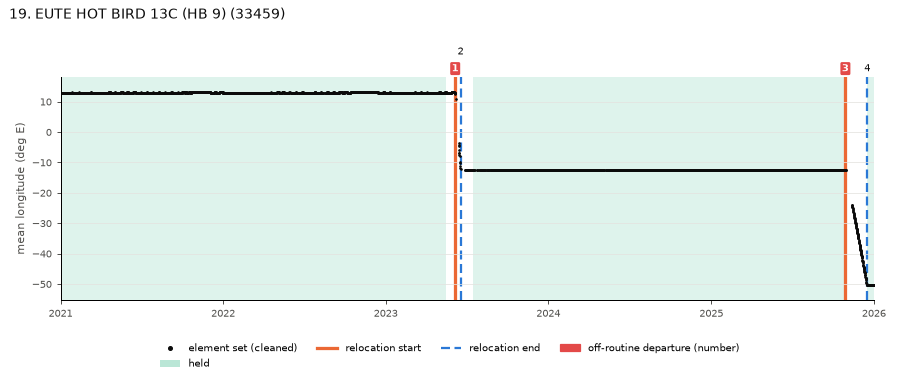 19. EUTE HOT BIRD 13C (HB 9) (33459)
2
1
3
4
mean longitude (deg E)
10
0
−10
−20
−30
−40
−50
2021
2022
2023
2024
2025
2026
element set (cleaned)
relocation start
relocation end
off-routine departure (number)
held